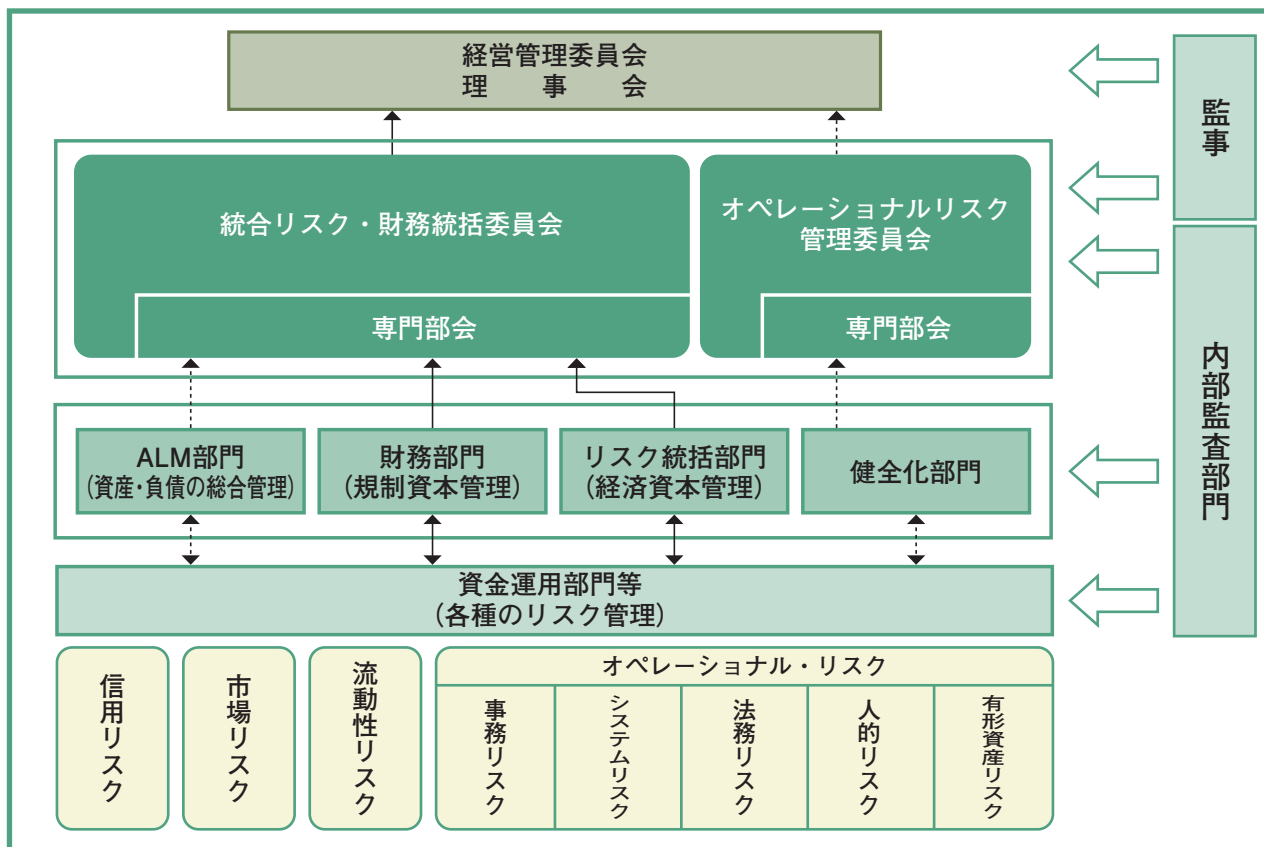 経営管理委員会
理事会
統合リスク・財務統括委員会
専門部会
オペレーショナルリスク
管理委員会
専門部会
ALM部門
(資産・負債の総合管理)
財務部門
(規制資本管理)
リスク統括部門
(経済資本管理)
健全化部門
資金運用部門等
(各種のリスク管理)
信用リスク
市場リスク
流動性リスク
オペレーショナル・リスク
事務リスク
システムリスク
法務リスク
人的リスク
有形資産リスク
監事
内部監査部門